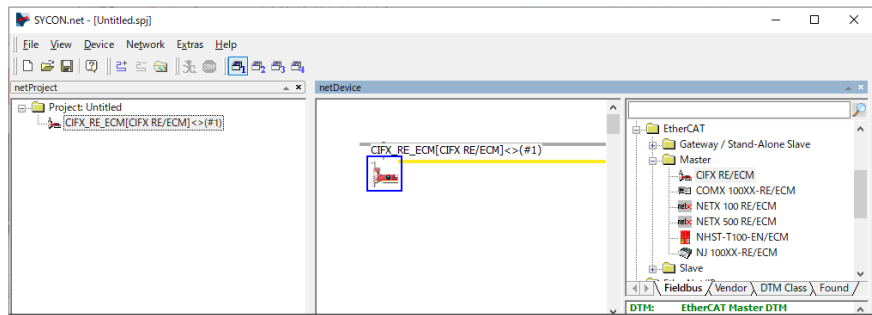 SYCON.net - [Untitled.spj]
File View Device Network Extras Help
netProject
netDevice
Project: Untitled
CIFX_RE_ECM[CIFX RE/ECM]<>(#1)
CIFX_RE_ECM[CIFX RE/ECM]<>(#1)
EtherCAT
Gateway / Stand-Alone Slave
Master
CIFX RE/ECM
COMX 100XX-RE/ECM
NETX 100 RE/ECM
NETX 500 RE/ECM
NHST-T100-EN/ECM
NJ 100XX-RE/ECM
Slave
Fieldbus Vendor DTM Class Found
DTM: EtherCAT Master DTM